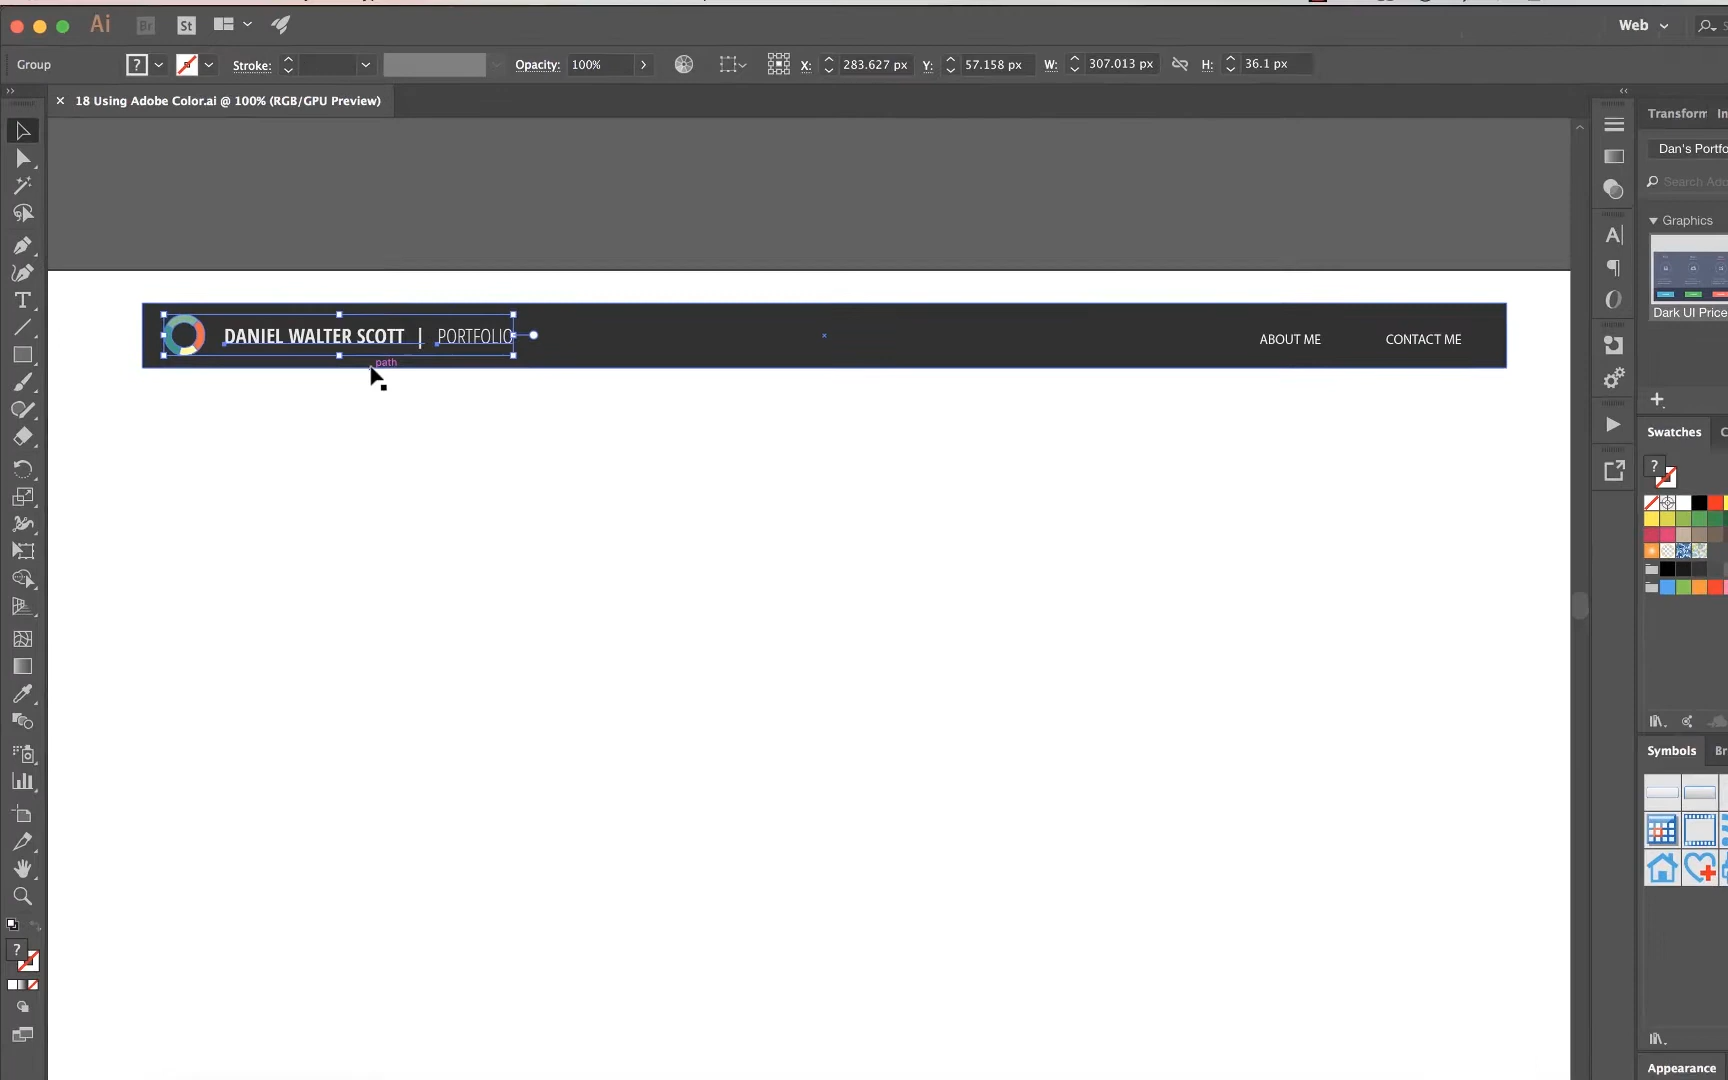 Ai Br St Web
Group ? Stroke: Opacity: 100% X: 283.627 px Y: 57.158 px W: 307.013 px H: 36.1 px
18 Using Adobe Color.ai @ 100% (RGB/GPU Preview)
Transform
Dan's Portfo
Search Ado
Graphics
Dark UI Price
DANIEL WALTER SCOTT | PORTFOLIO
ABOUT ME CONTACT ME
path
Swatches
?
Symbols Br
?
Appearance